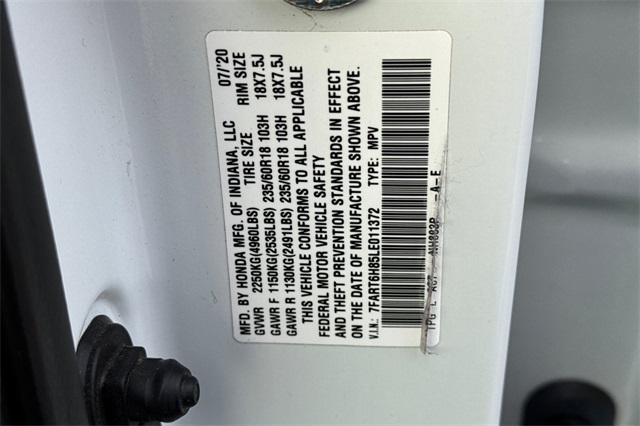 MFD. BY HONDA MFG. OF INDIANA, LLC 07/'20
TIRE SIZE RIM SIZE
GVWR 2250KG(4960LBS)
GAWR F 1150KG(2535LBS) 235/60R18 103H 18X7.5J
GAWR R 1130KG(2491LBS) 235/60R18 103H 18X7.5J
THIS VEHICLE CONFORMS TO ALL APPLICABLE
FEDERAL MOTOR VEHICLE SAFETY
AND THEFT PREVENTION STANDARDS IN EFFECT
ON THE DATE OF MANUFACTURE SHOWN ABOVE.
V.I.N.: 7FART6H85LE011372 TYPE: MPV
TPG L -A-E